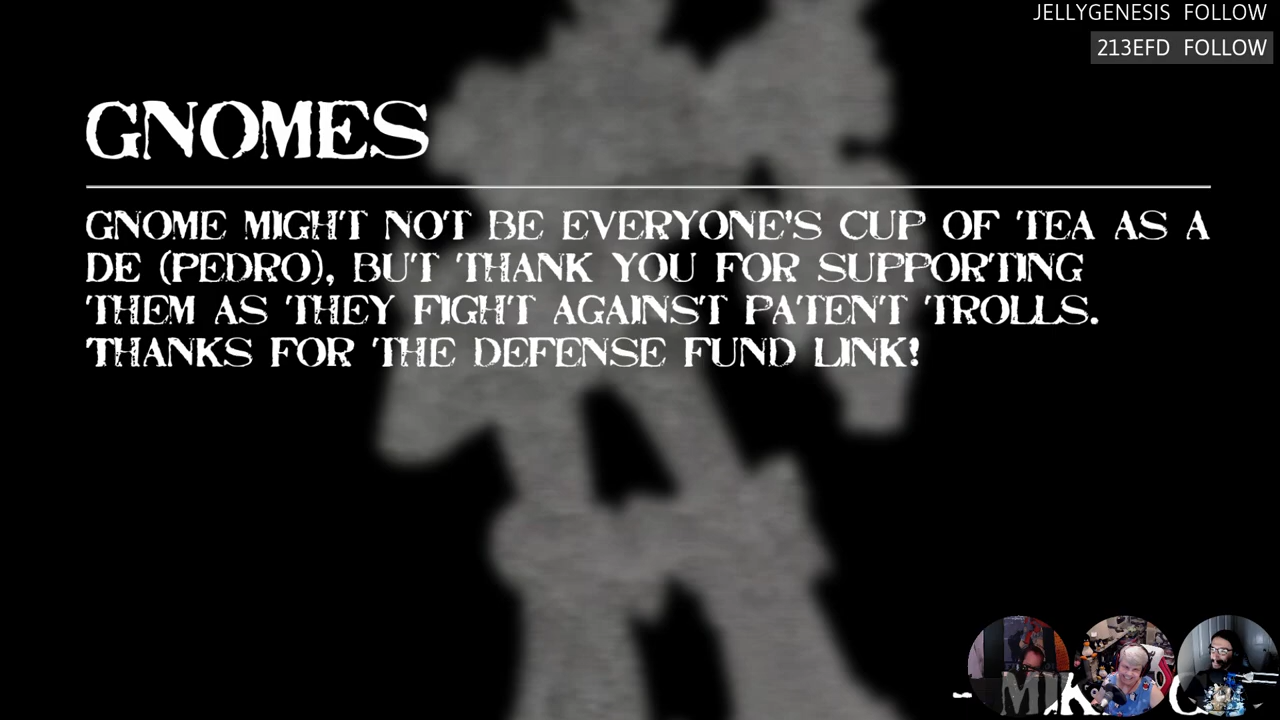 JELLYGENESIS FOLLOW
213EFD FOLLOW
GNOMES
GNOME MIGHT NOT BE EVERYONE'S CUP OF TEA AS A
DE (PEDRO), BUT THANK YOU FOR SUPPORTING
THEM AS THEY FIGHT AGAINST PATENT TROLLS.
THANKS FOR THE DEFENSE FUND LINK!